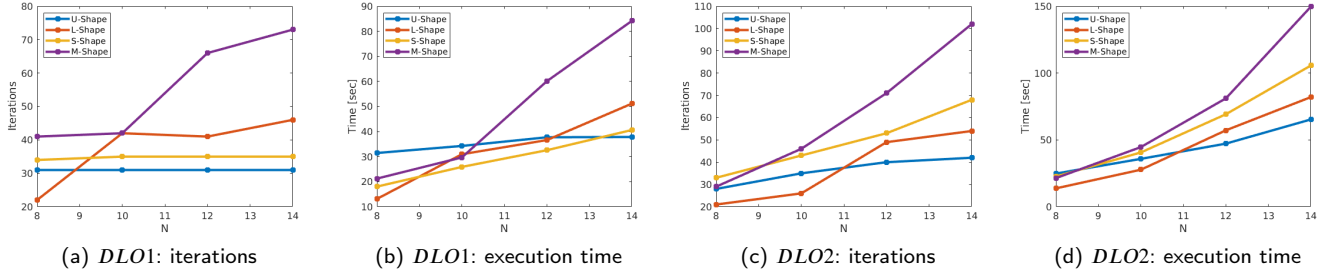 80
70
60
50
40
30
20
Iterations
U-Shape
L-Shape
S-Shape
M-Shape
8 9 10 11 12 13 14
N
(a) DLO1: iterations
90
80
70
60
50
40
30
20
10
Time [sec]
U-Shape
L-Shape
S-Shape
M-Shape
8 9 10 11 12 13 14
N
(b) DLO1: execution time
110
100
90
80
70
60
50
40
30
20
Iterations
U-Shape
L-Shape
S-Shape
M-Shape
8 9 10 11 12 13 14
N
(c) DLO2: iterations
150
100
50
0
Time [sec]
U-Shape
L-Shape
S-Shape
M-Shape
8 9 10 11 12 13 14
N
(d) DLO2: execution time